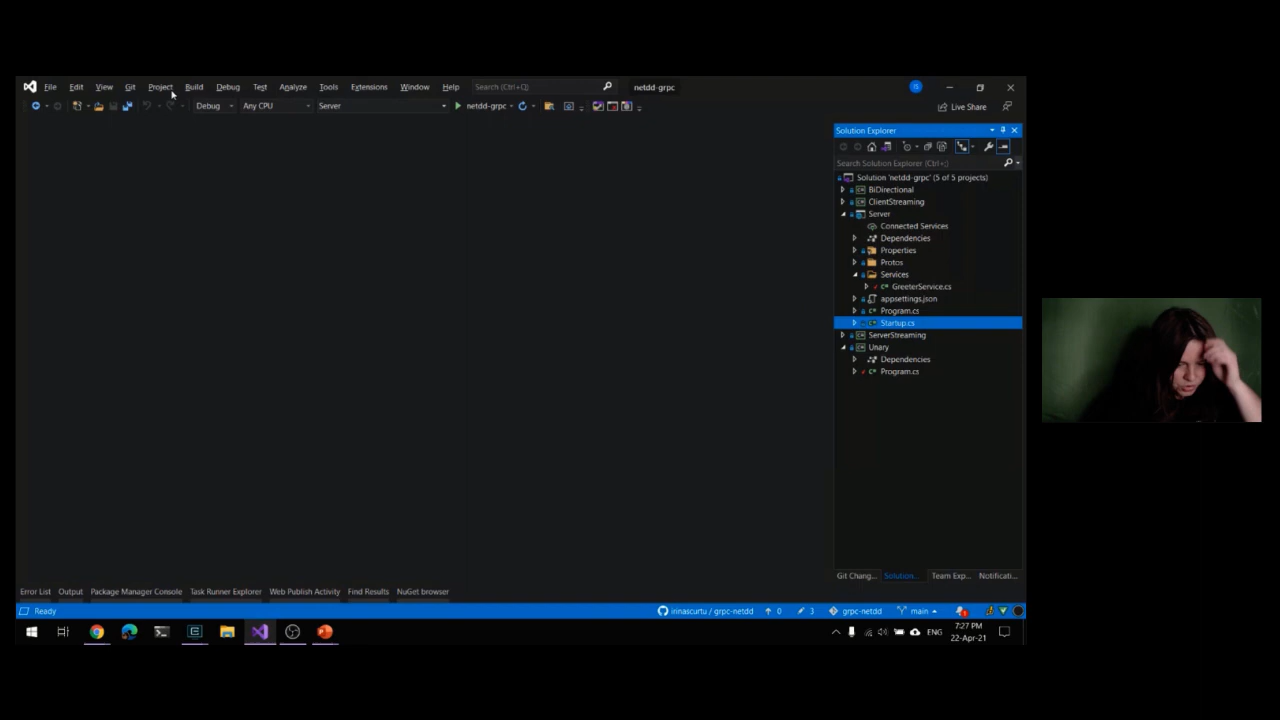 File Edit View Git Project Build Debug Test Analyze Tools Extensions Window Help Search (Ctrl+Q) netdd-grpc
Debug Any CPU Server netdd-grpc Live Share
Solution Explorer
Search Solution Explorer (Ctrl+;)
Solution 'netdd-grpc' (5 of 5 projects)
BiDirectional
ClientStreaming
Server
Connected Services
Dependencies
Properties
Protos
Services
GreeterService.cs
appsettings.json
Program.cs
Startup.cs
ServerStreaming
Unary
Dependencies
Program.cs
Git Chang... Solution... Team Exp... Notificati...
Error List Output Package Manager Console Task Runner Explorer Web Publish Activity Find Results NuGet browser
Ready irinascurtu / grpc-netdd 0 3 grpc-netdd main
ENG 7:27 PM
22-Apr-21